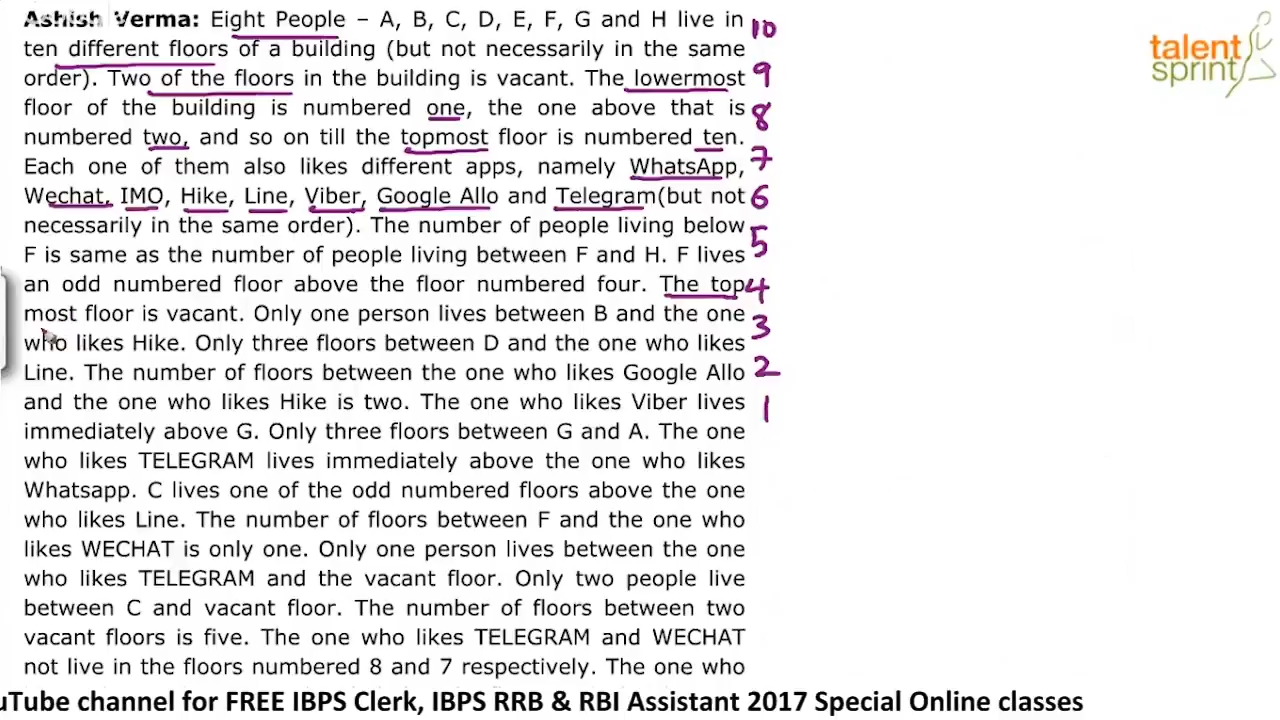 Ashish Verma: Eight People – A, B, C, D, E, F, G and H live in
ten different floors of a building (but not necessarily in the same
order). Two of the floors in the building is vacant. The lowermost
floor of the building is numbered one, the one above that is
numbered two, and so on till the topmost floor is numbered ten.
Each one of them also likes different apps, namely WhatsApp,
Wechat, IMO, Hike, Line, Viber, Google Allo and Telegram(but not
necessarily in the same order). The number of people living below
F is same as the number of people living between F and H. F lives
an odd numbered floor above the floor numbered four. The top
most floor is vacant. Only one person lives between B and the one
who likes Hike. Only three floors between D and the one who likes
Line. The number of floors between the one who likes Google Allo
and the one who likes Hike is two. The one who likes Viber lives
immediately above G. Only three floors between G and A. The one
who likes TELEGRAM lives immediately above the one who likes
Whatsapp. C lives one of the odd numbered floors above the one
who likes Line. The number of floors between F and the one who
likes WECHAT is only one. Only one person lives between the one
who likes TELEGRAM and the vacant floor. Only two people live
between C and vacant floor. The number of floors between two
vacant floors is five. The one who likes TELEGRAM and WECHAT
not live in the floors numbered 8 and 7 respectively. The one who
10
9
8
7
6
5
4
3
2
1
talent
sprint
uTube channel for FREE IBPS Clerk, IBPS RRB & RBI Assistant 2017 Special Online classes